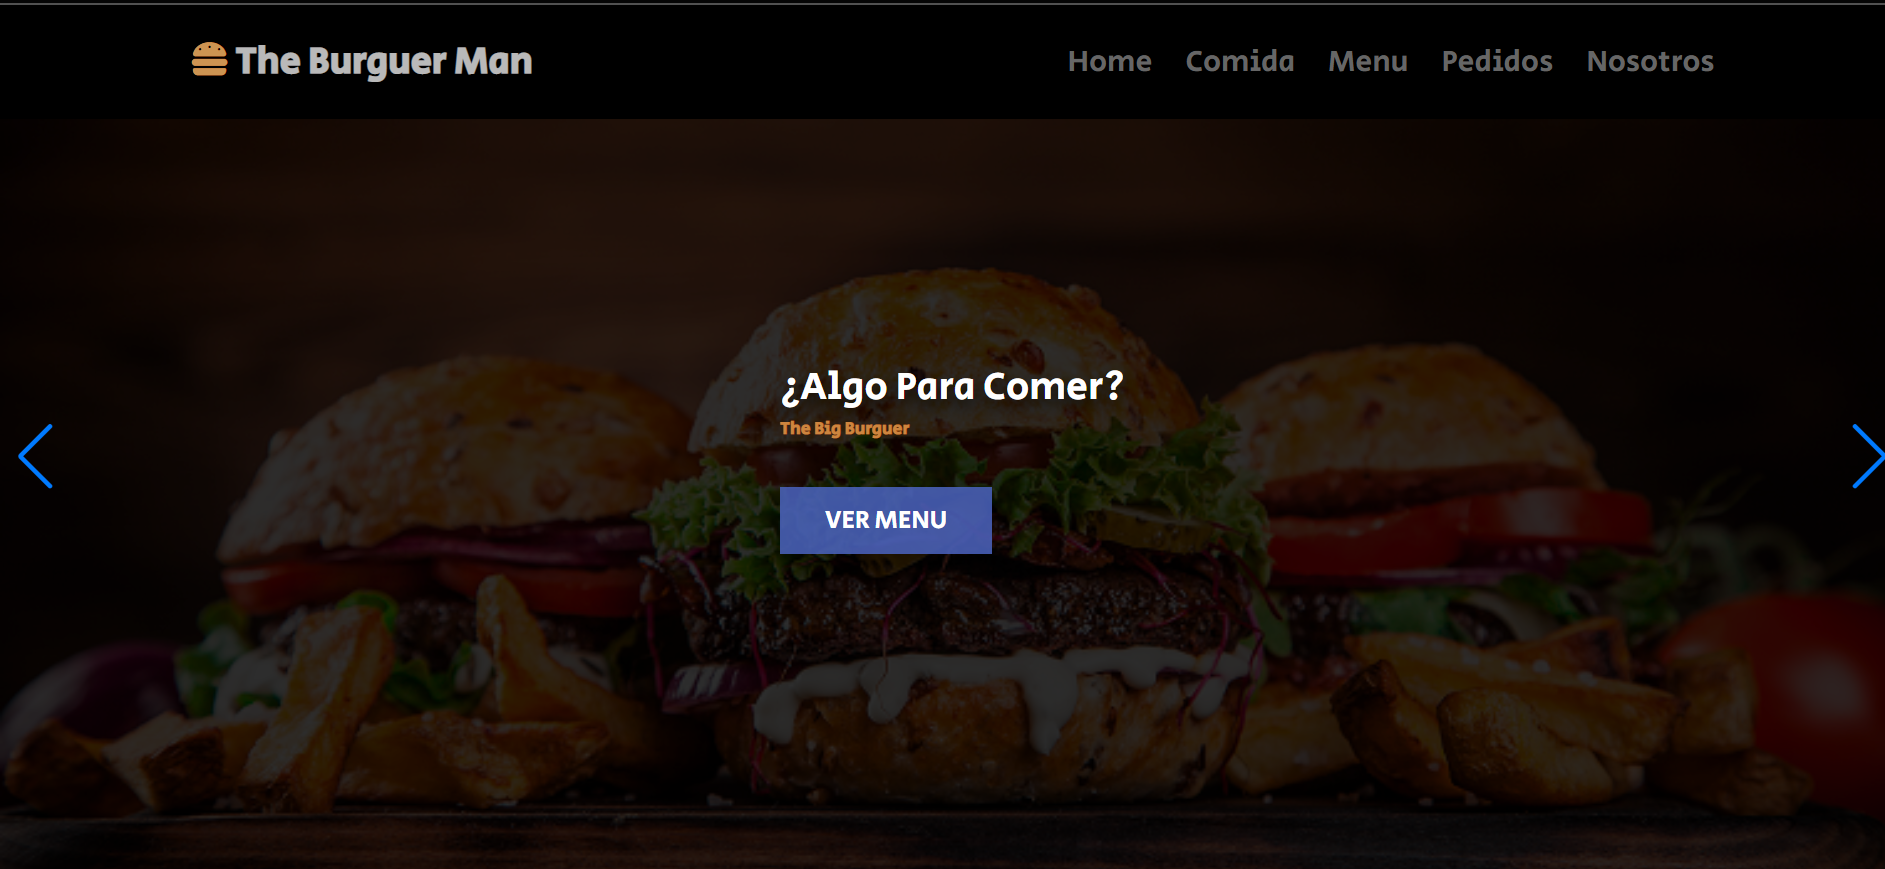 The Burguer Man
Home Comida Menu Pedidos Nosotros
¿Algo Para Comer?
The Big Burguer
VER MENU